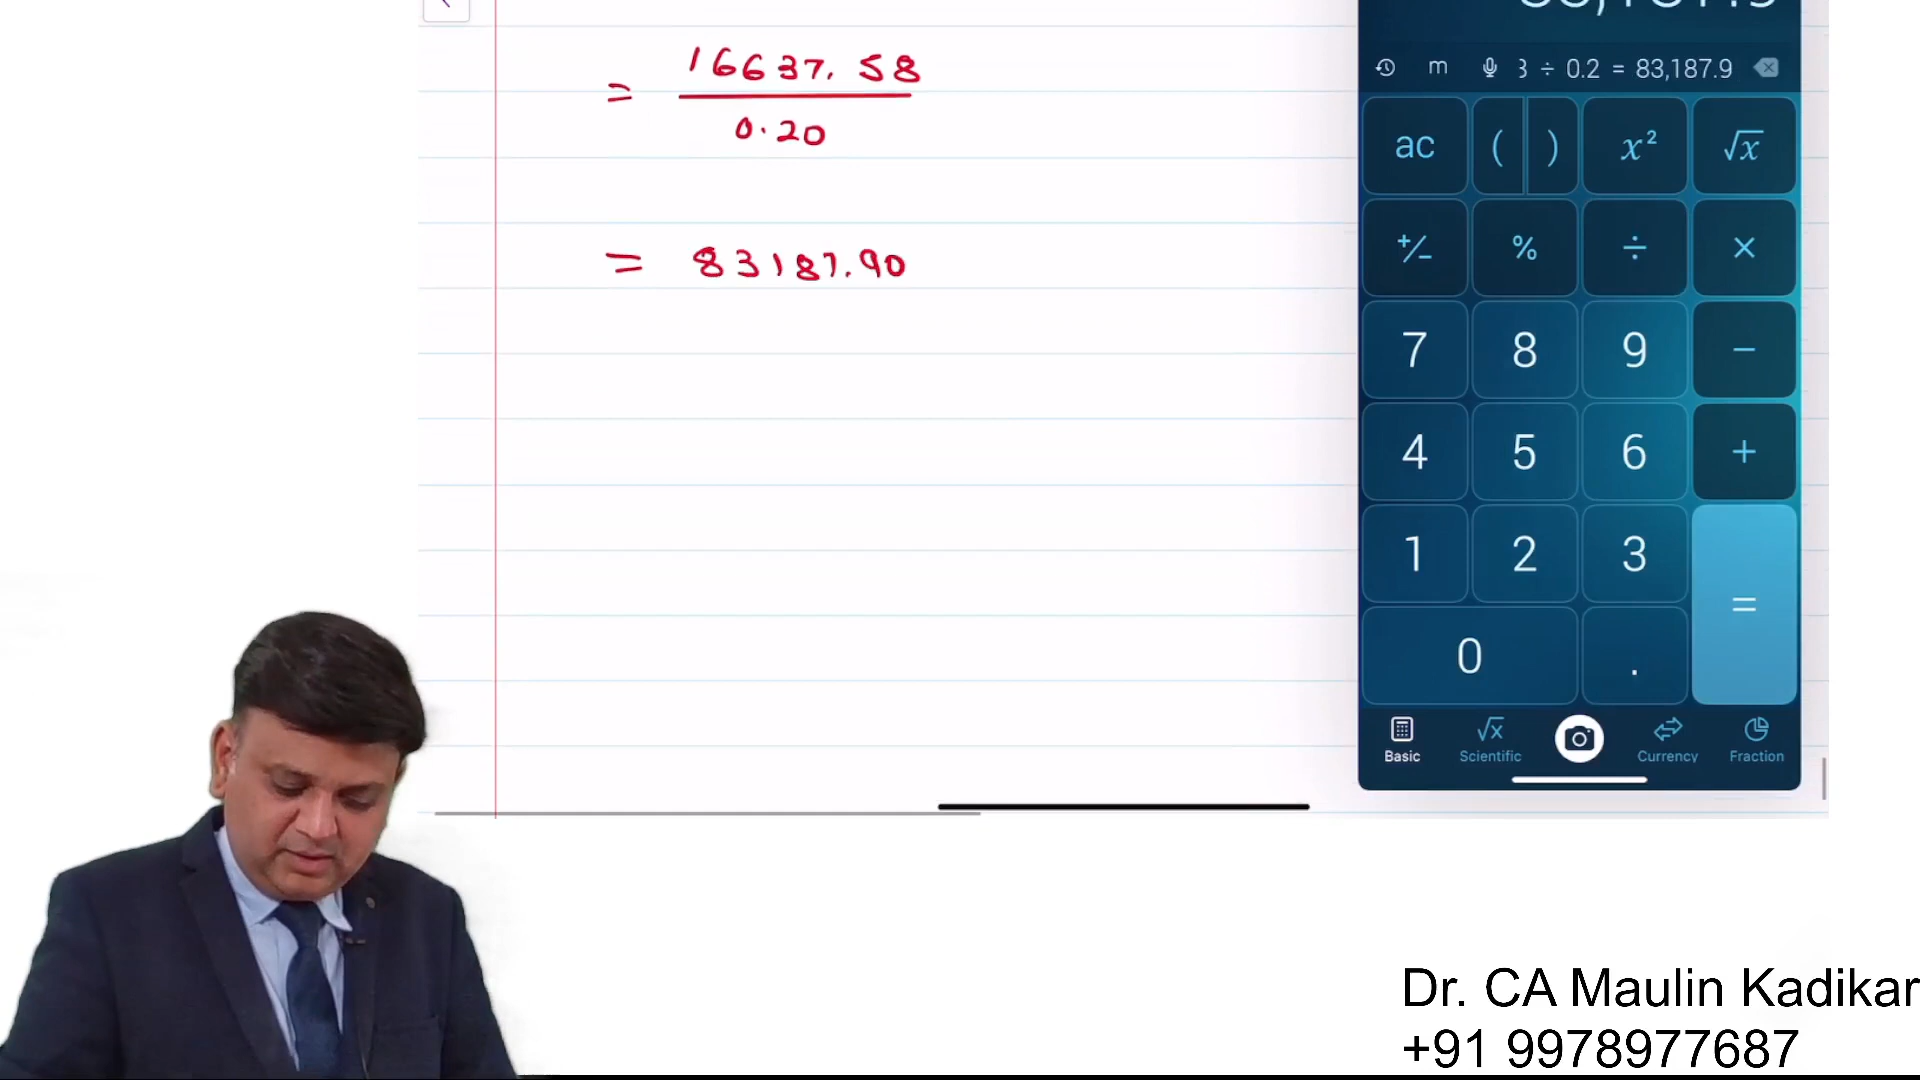 = 16637.58
0.20
= 83187.90
m 3 ÷ 0.2 = 83,187.9
ac ( ) x² √x
+/− % ÷ ×
7 8 9 −
4 5 6 +
1 2 3 =
0 .
Basic Scientific Currency Fraction
Dr. CA Maulin Kadikar
+91 9978977687